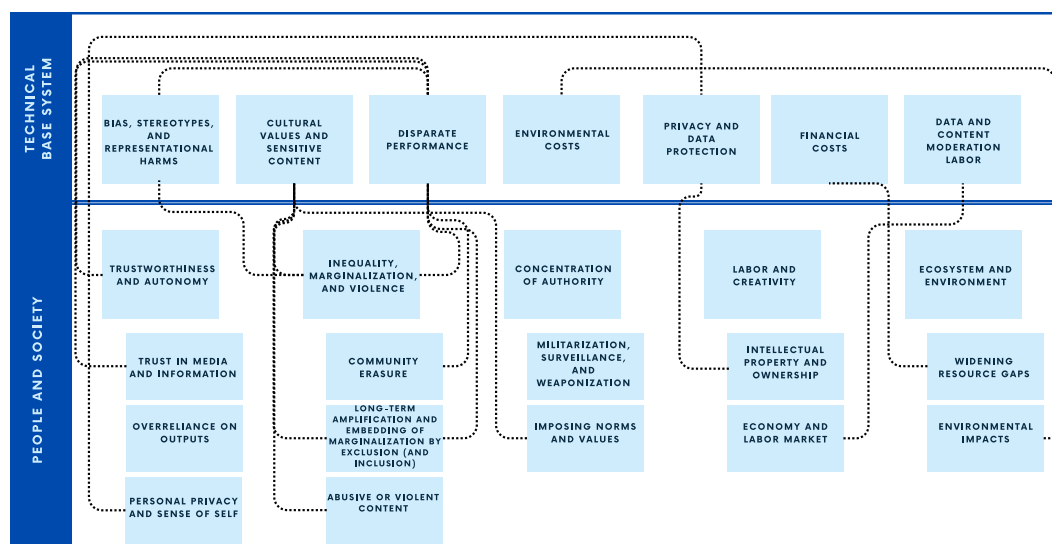 TECHNICAL
BASE SYSTEM
BIAS, STEREOTYPES,
AND
REPRESENTATIONAL
HARMS
CULTURAL
VALUES AND
SENSITIVE
CONTENT
DISPARATE
PERFORMANCE
ENVIRONMENTAL
COSTS
PRIVACY AND
DATA
PROTECTION
FINANCIAL
COSTS
DATA AND
CONTENT
MODERATION
LABOR
PEOPLE AND SOCIETY
TRUSTWORTHINESS
AND AUTONOMY
INEQUALITY,
MARGINALIZATION,
AND VIOLENCE
CONCENTRATION
OF AUTHORITY
LABOR AND
CREATIVITY
ECOSYSTEM AND
ENVIRONMENT
TRUST IN MEDIA
AND INFORMATION
COMMUNITY
ERASURE
MILITARIZATION,
SURVEILLANCE,
AND
WEAPONIZATION
INTELLECTUAL
PROPERTY AND
OWNERSHIP
WIDENING
RESOURCE GAPS
OVERRELIANCE ON
OUTPUTS
LONG-TERM
AMPLIFICATION AND
EMBEDDING OF
MARGINALIZATION BY
EXCLUSION (AND
INCLUSION)
IMPOSING NORMS
AND VALUES
ECONOMY AND
LABOR MARKET
ENVIRONMENTAL
IMPACTS
PERSONAL PRIVACY
AND SENSE OF SELF
ABUSIVE OR VIOLENT
CONTENT